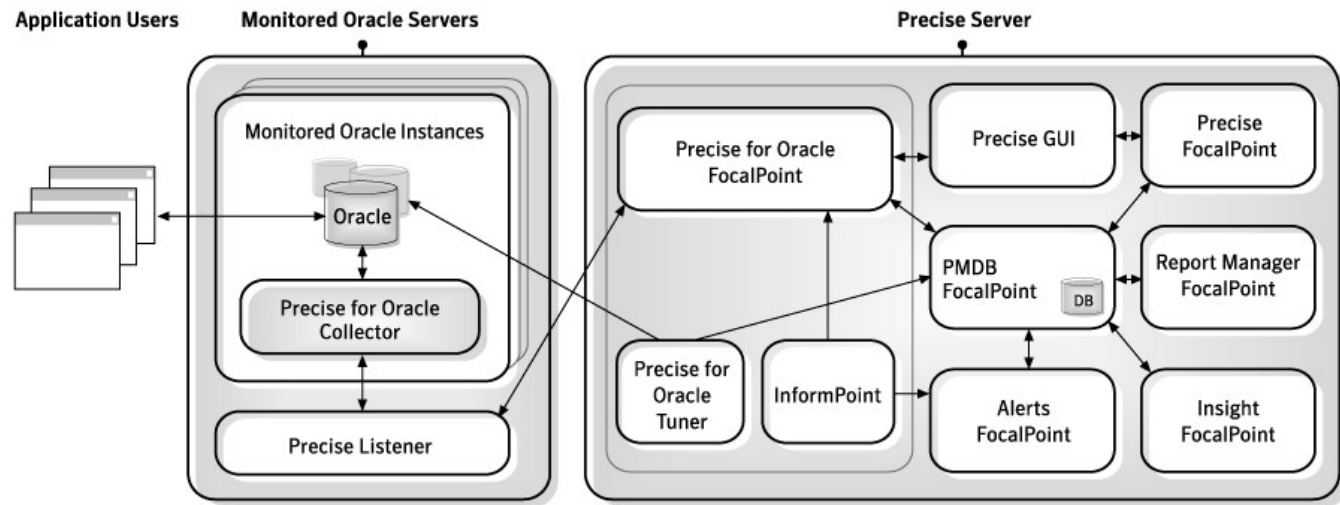 Application Users
Monitored Oracle Servers
Precise Server
Monitored Oracle Instances
Oracle
Precise for Oracle
Collector
Precise Listener
Precise for Oracle
FocalPoint
Precise GUI
Precise
FocalPoint
PMDB
FocalPoint
DB
Report Manager
FocalPoint
Precise for
Oracle
Tuner
InformPoint
Alerts
FocalPoint
Insight
FocalPoint